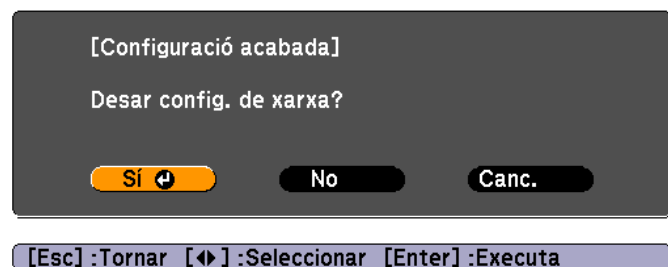 [Configuració acabada]
Desar config. de xarxa?
Sí No Canc.
[Esc] :Tornar [◆] :Seleccionar [Enter] :Executa